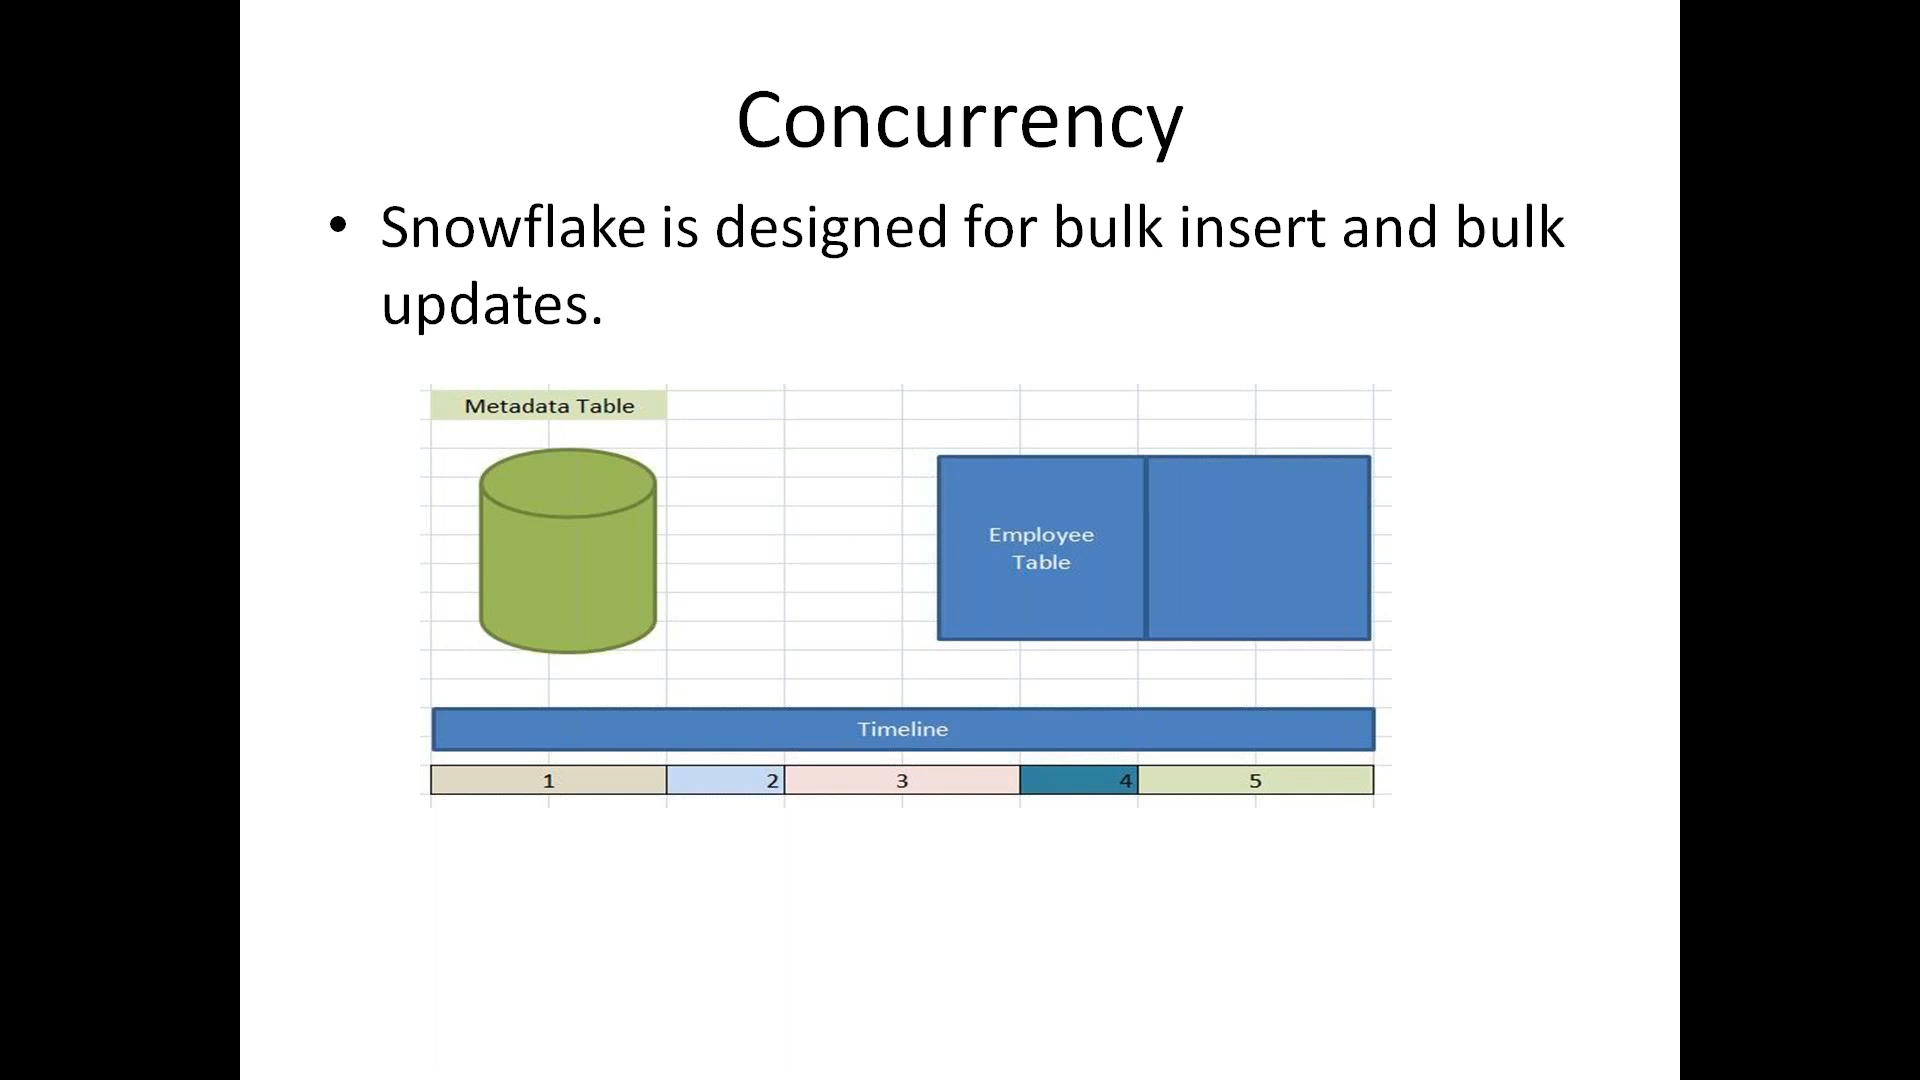 Concurrency
• Snowflake is designed for bulk insert and bulk
updates.
Metadata Table
Employee
Table
Timeline
1 2 3 4 5